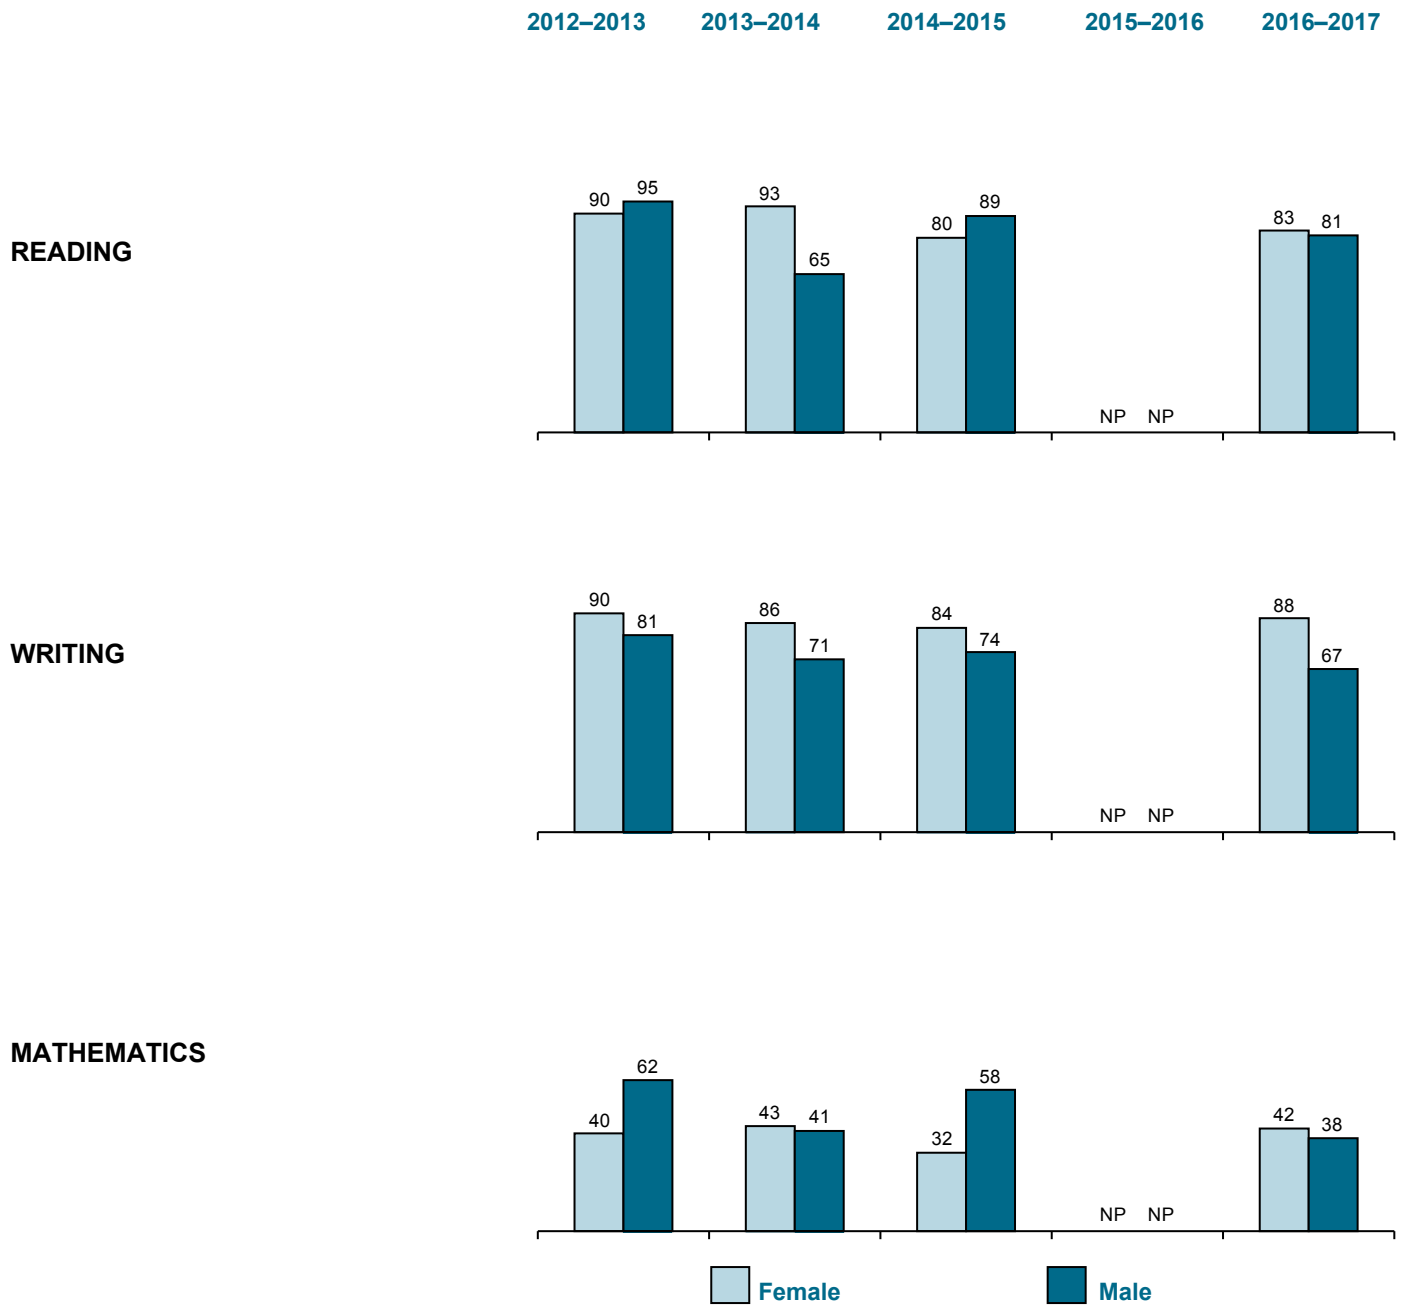 2012–2013 2013–2014 2014–2015 2015–2016 2016–2017
READING
90 95 93 65 80 89 NP NP 83 81
WRITING
90 81 86 71 84 74 NP NP 88 67
MATHEMATICS
40 62 43 41 32 58 NP NP 42 38
Female Male